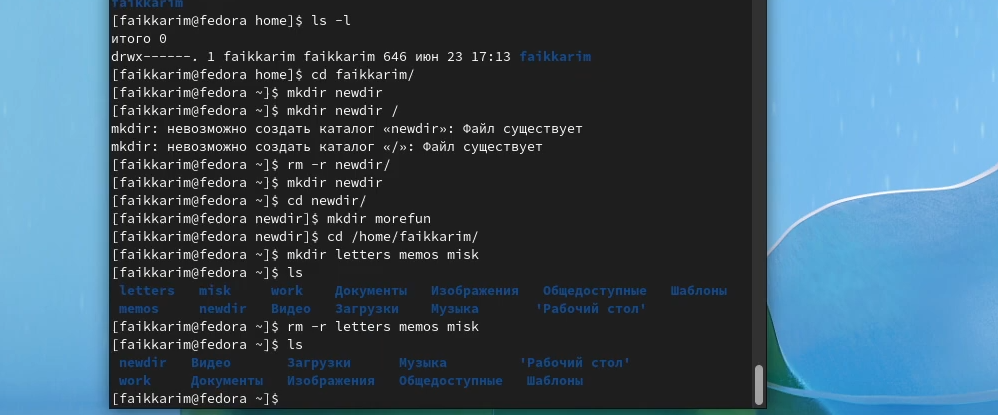 faikkarim
[faikkarim@fedora home]$ ls -l
итого 0
drwx------. 1 faikkarim faikkarim 646 июн 23 17:13 faikkarim
[faikkarim@fedora home]$ cd faikkarim/
[faikkarim@fedora ~]$ mkdir newdir
[faikkarim@fedora ~]$ mkdir newdir /
mkdir: невозможно создать каталог «newdir»: Файл существует
mkdir: невозможно создать каталог «/»: Файл существует
[faikkarim@fedora ~]$ rm -r newdir/
[faikkarim@fedora ~]$ mkdir newdir
[faikkarim@fedora ~]$ cd newdir/
[faikkarim@fedora newdir]$ mkdir morefun
[faikkarim@fedora newdir]$ cd /home/faikkarim/
[faikkarim@fedora ~]$ mkdir letters memos misk
[faikkarim@fedora ~]$ ls
letters misk work Документы Изображения Общедоступные Шаблоны
memos newdir Видео Загрузки Музыка 'Рабочий стол'
[faikkarim@fedora ~]$ rm -r letters memos misk
[faikkarim@fedora ~]$ ls
newdir Видео Загрузки Музыка 'Рабочий стол'
work Документы Изображения Общедоступные Шаблоны
[faikkarim@fedora ~]$